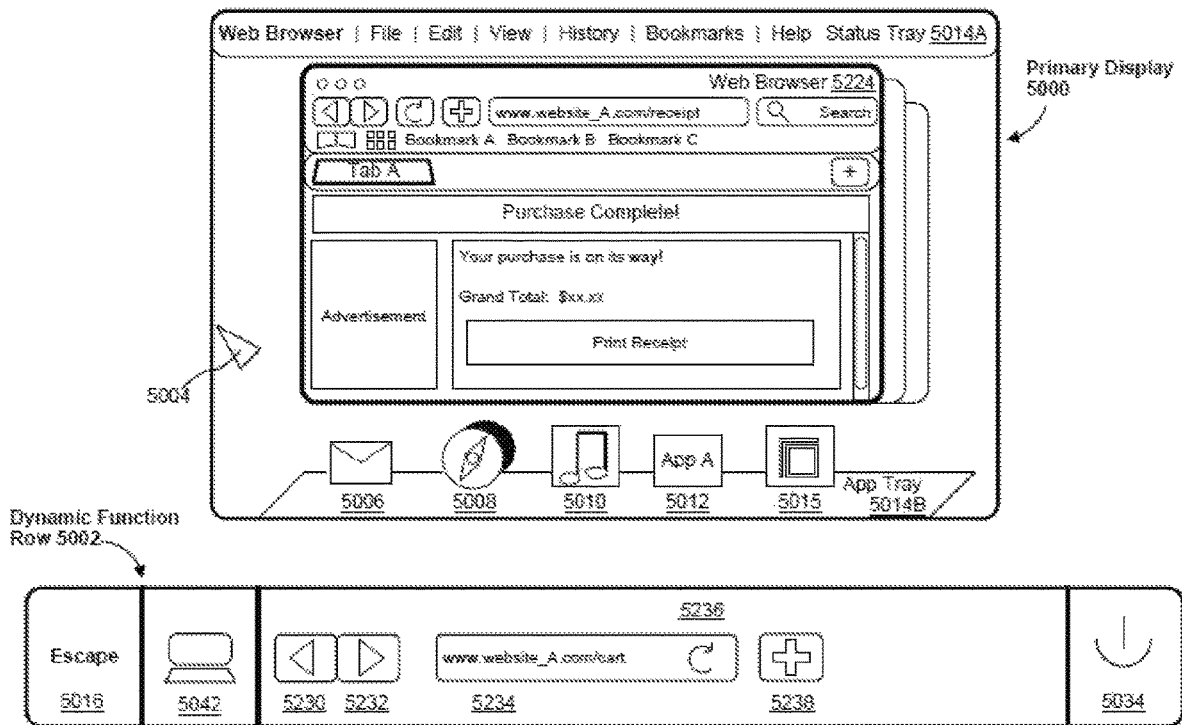 Web Browser | File | Edit | View | History | Bookmarks | Help Status Tray 5014A
Primary Display
5000
Web Browser 5224
www.website_A.com/receipt
Search
Bookmark A Bookmark B Bookmark C
Tab A
+
Purchase Complete!
Your purchase is on its way!
Grand Total: $xx.xx
Advertisement
Print Receipt
5004
App A
App Tray
5006 5008 5010 5012 5015 5014B
Dynamic Function
Row 5002
5236
Escape
www.website_A.com/cart
5016 5042 5230 5232 5234 5238 5034